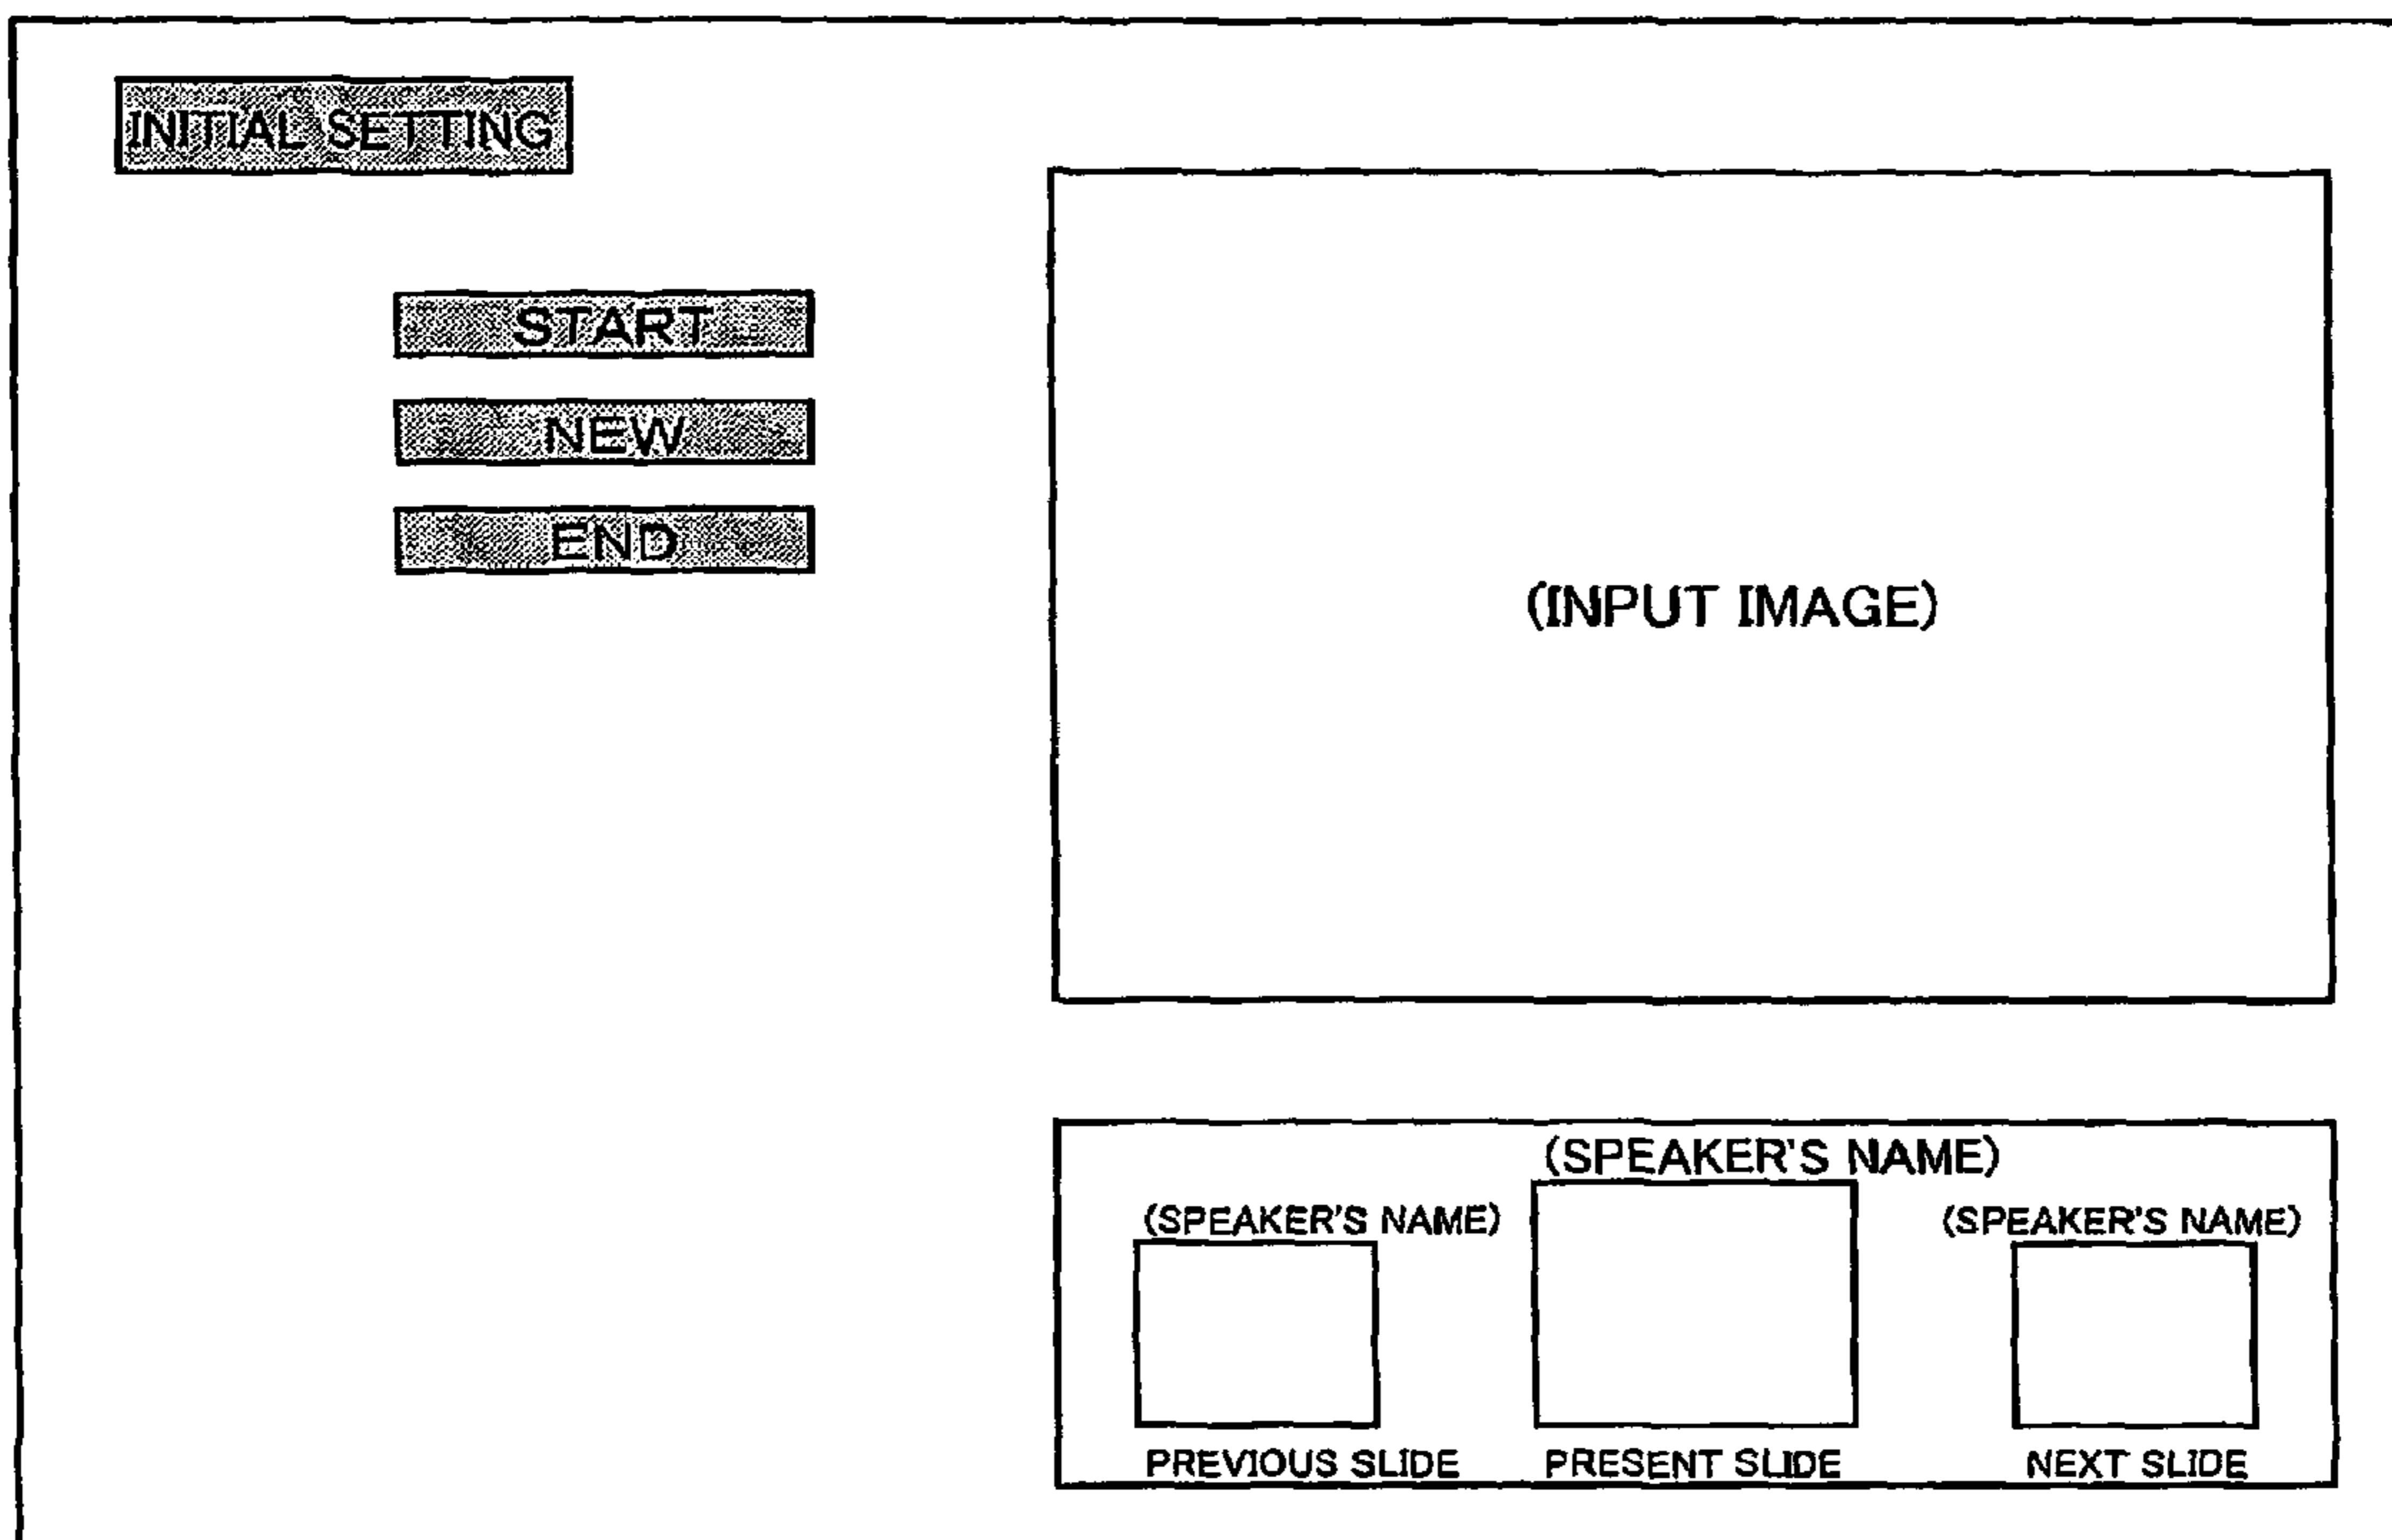 INITIAL SETTING
START
NEW
END
(INPUT IMAGE)
(SPEAKER'S NAME)
(SPEAKER'S NAME) (SPEAKER'S NAME)
PREVIOUS SLIDE PRESENT SLIDE NEXT SLIDE